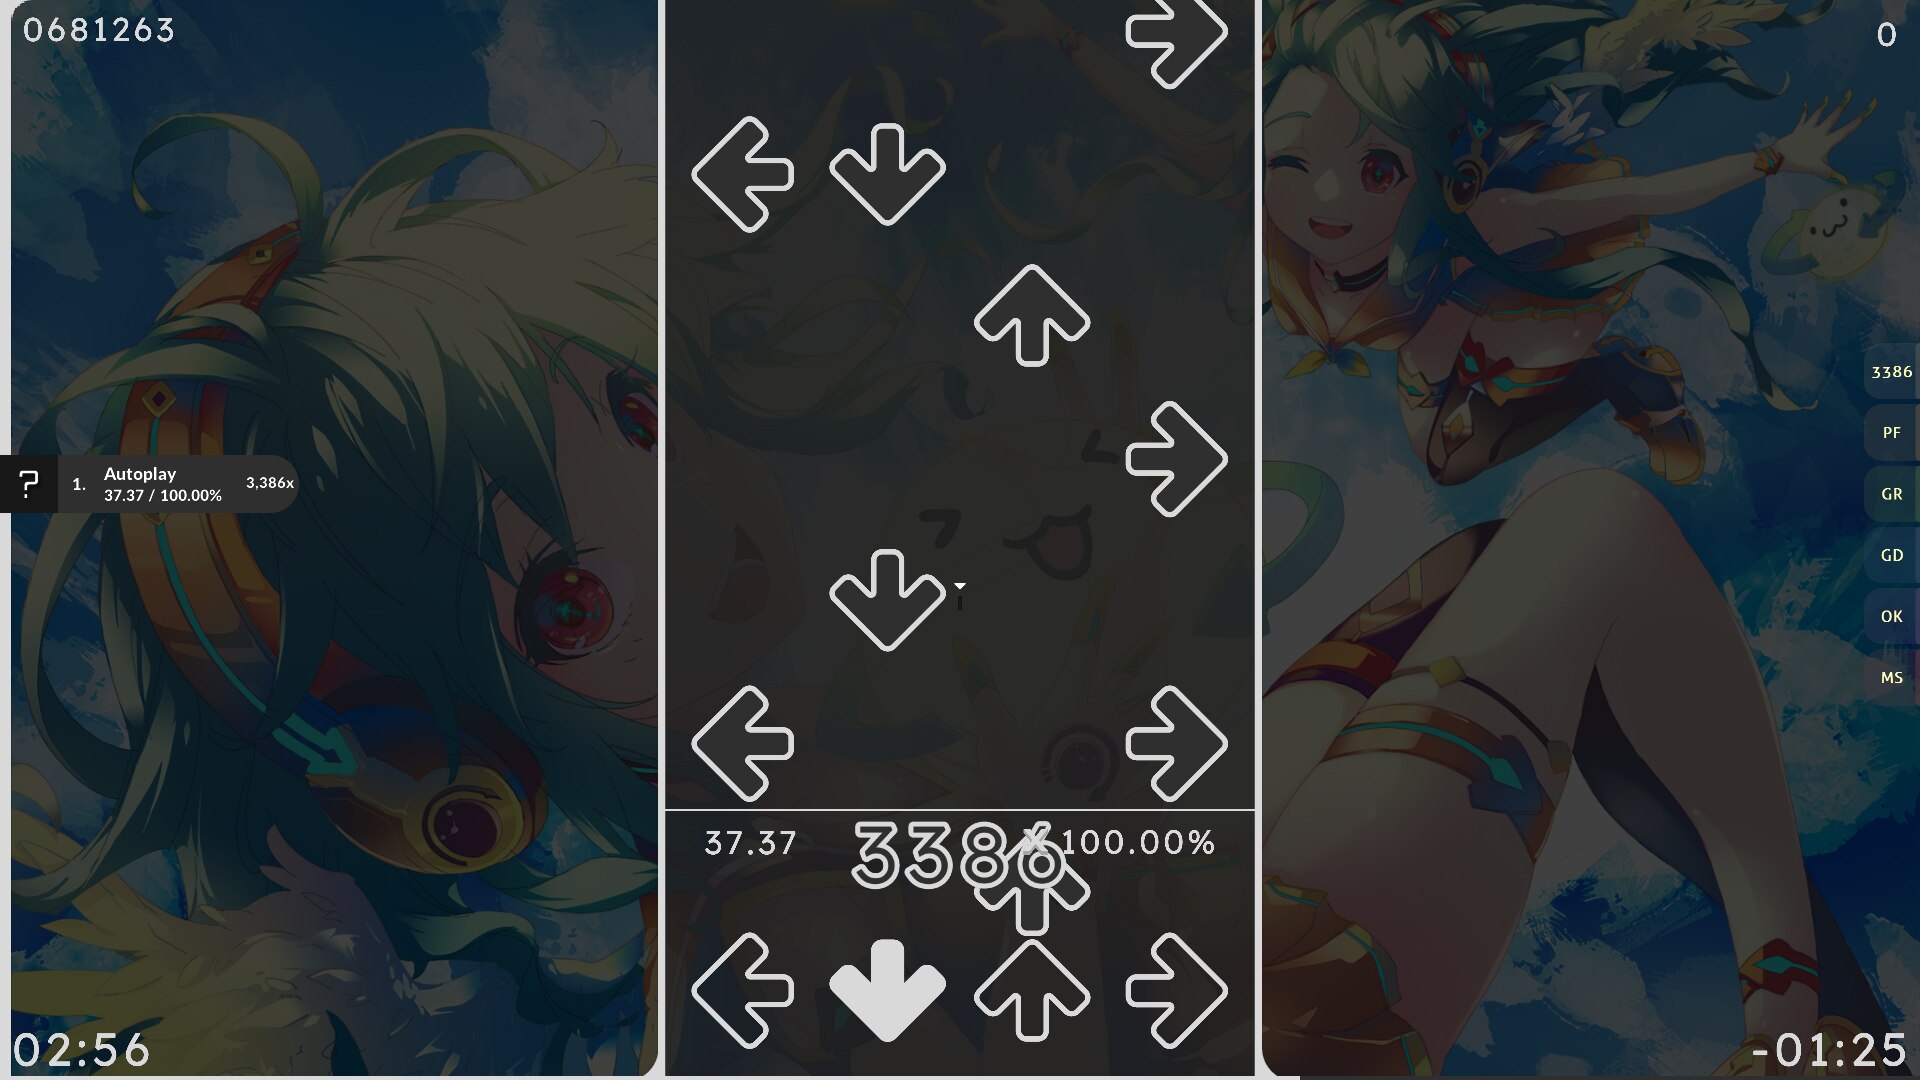 0681263
0
3386
PF
GR
1. Autoplay
37.37 / 100.00% 3,386x
GD
OK
MS
37.37 3386x 100.00%
02:56
-01:25